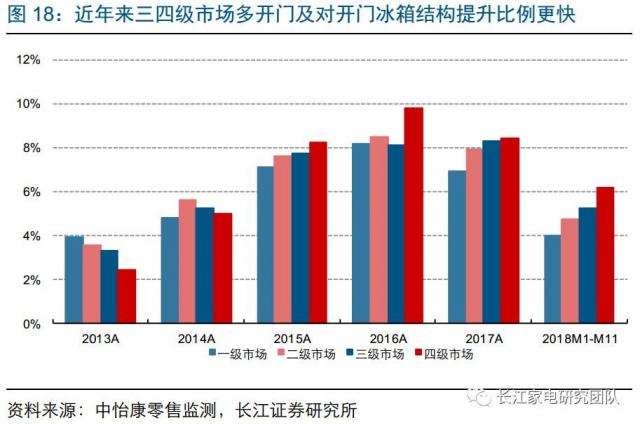 图 18：近年来三四级市场多开门及对开门冰箱结构提升比例更快
12%
10%
8%
6%
4%
2%
0%
2013A 2014A 2015A 2016A 2017A 2018M1-M11
一级市场 二级市场 三级市场 四级市场
长江家电研究团队
资料来源：中怡康零售监测，长江证券研究所